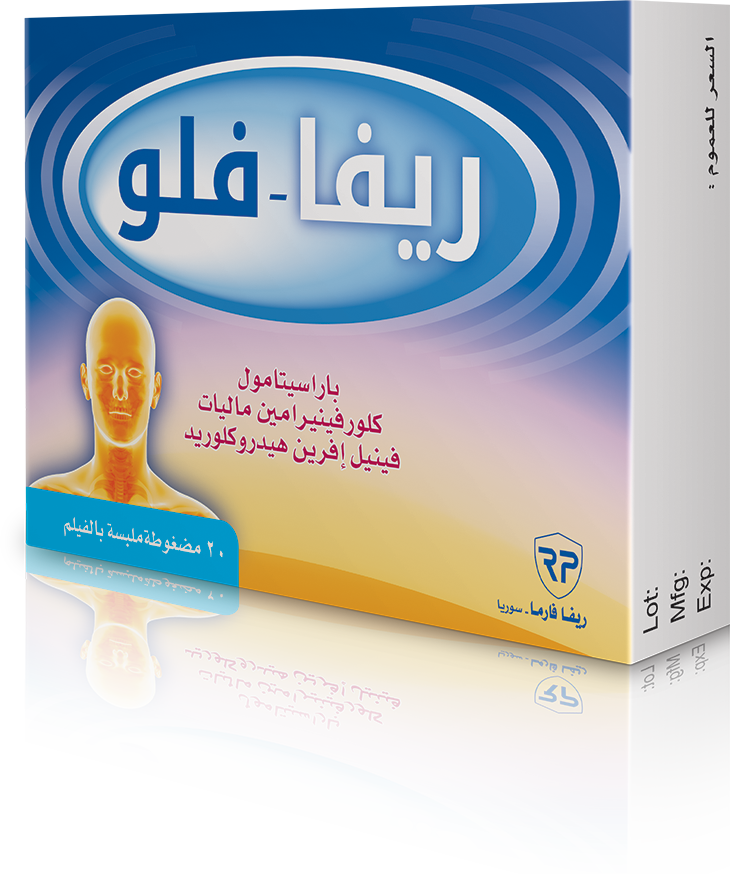 ريفا-فلو
باراسيتامول
كلورفينيرامين ماليات
فينيل إفرين هيدروكلوريد
٢٠ مضغوطة ملبسة بالفيلم
RP
ريفا فارما - سوريا
السعر للعموم :
Lot:
Mfg:
Exp: